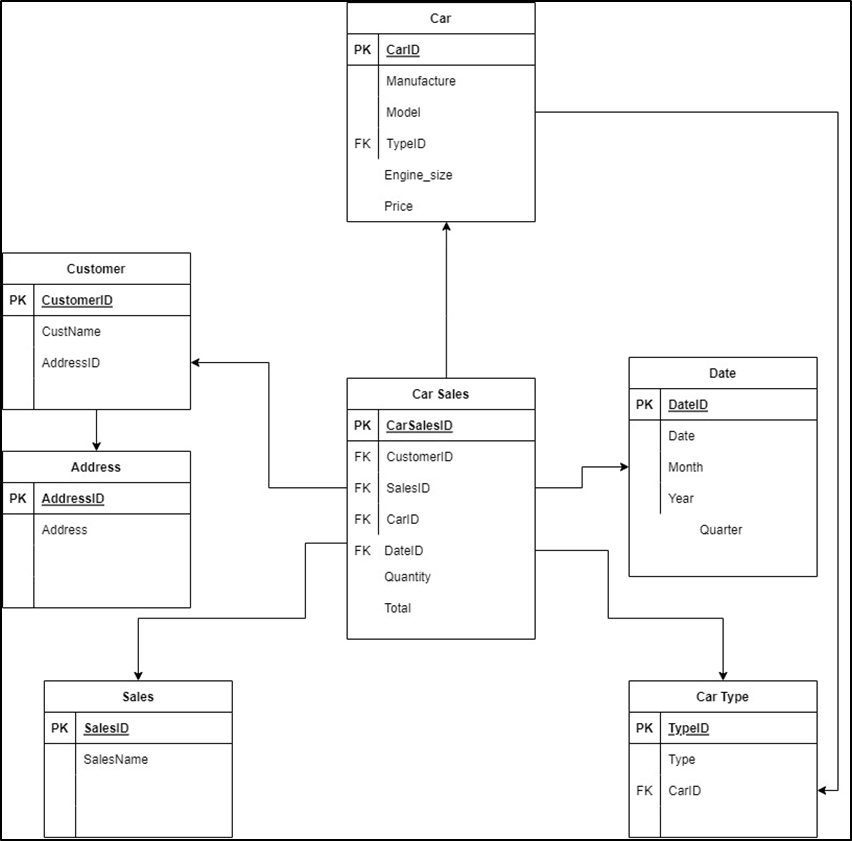 Car
PK CarID
Manufacture
Model
FK TypeID
Engine_size
Price
Customer
PK CustomerID
CustName
AddressID
Address
PK AddressID
Address
Car Sales
PK CarSalesID
FK CustomerID
FK SalesID
FK CarID
FK DateID
Quantity
Total
Date
PK DateID
Date
Month
Year
Quarter
Sales
PK SalesID
SalesName
Car Type
PK TypeID
Type
FK CarID